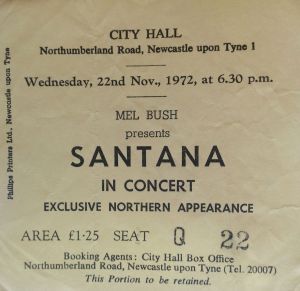 CITY HALL
Northumberland Road, Newcastle upon Tyne 1
Wednesday, 22nd Nov., 1972, at 6.30 p.m.
MEL BUSH
presents
SANTANA
IN CONCERT
EXCLUSIVE NORTHERN APPEARANCE
AREA £1·25 SEAT Q 22
Booking Agents: City Hall Box Office
Northumberland Road, Newcastle upon Tyne (Tel. 20007)
This Portion to be retained.
Phillips Printers Ltd., Newcastle upon Tyne